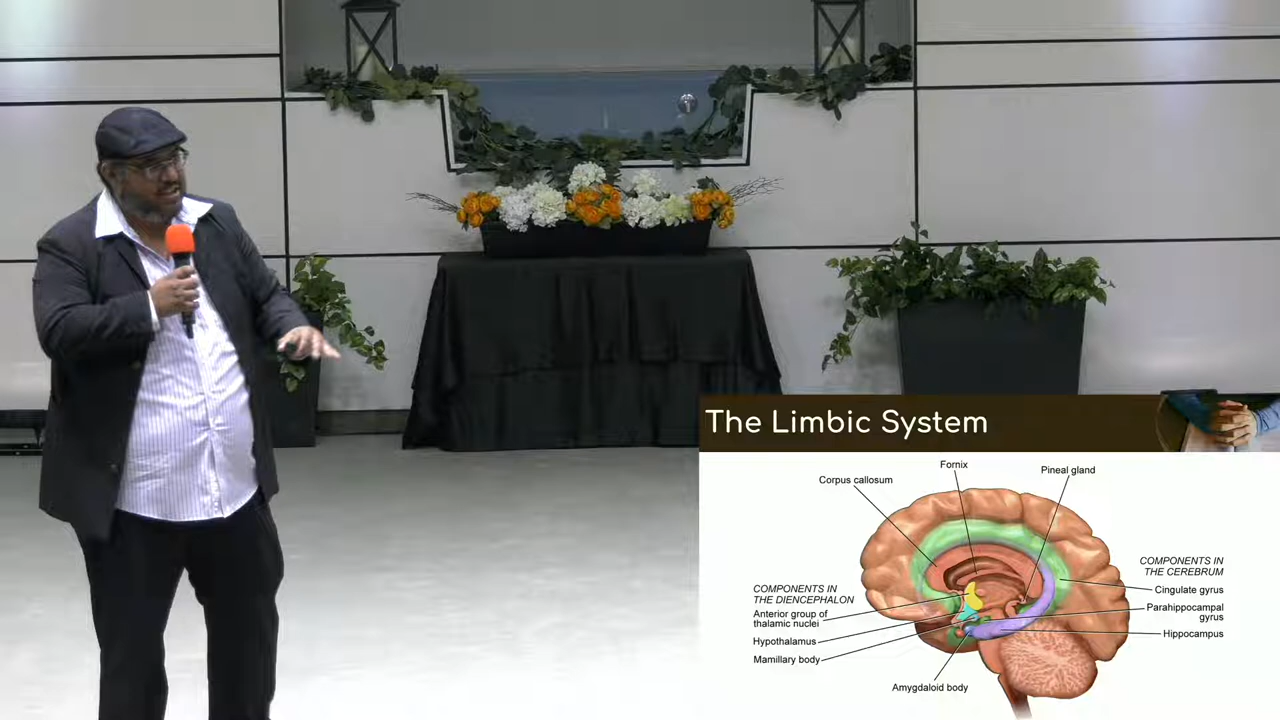 The Limbic System
Fornix
Corpus callosum
Pineal gland
COMPONENTS IN
THE CEREBRUM
Cingulate gyrus
Parahippocampal
gyrus
Hippocampus
COMPONENTS IN
THE DIENCEPHALON
Anterior group of
thalamic nuclei
Hypothalamus
Mamillary body
Amygdaloid body